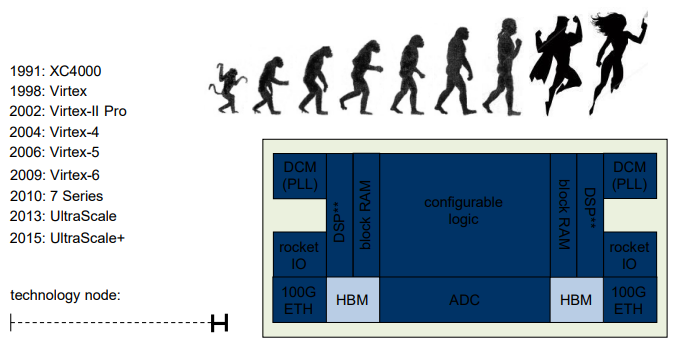 1991: XC4000
1998: Virtex
2002: Virtex-II Pro
2004: Virtex-4
2006: Virtex-5
2009: Virtex-6
2010: 7 Series
2013: UltraScale
2015: UltraScale+
technology node:
DCM
(PLL)
DSP**
block RAM
configurable
logic
block RAM
DSP**
DCM
(PLL)
rocket
IO
rocket
IO
100G
ETH
HBM
ADC
HBM
100G
ETH